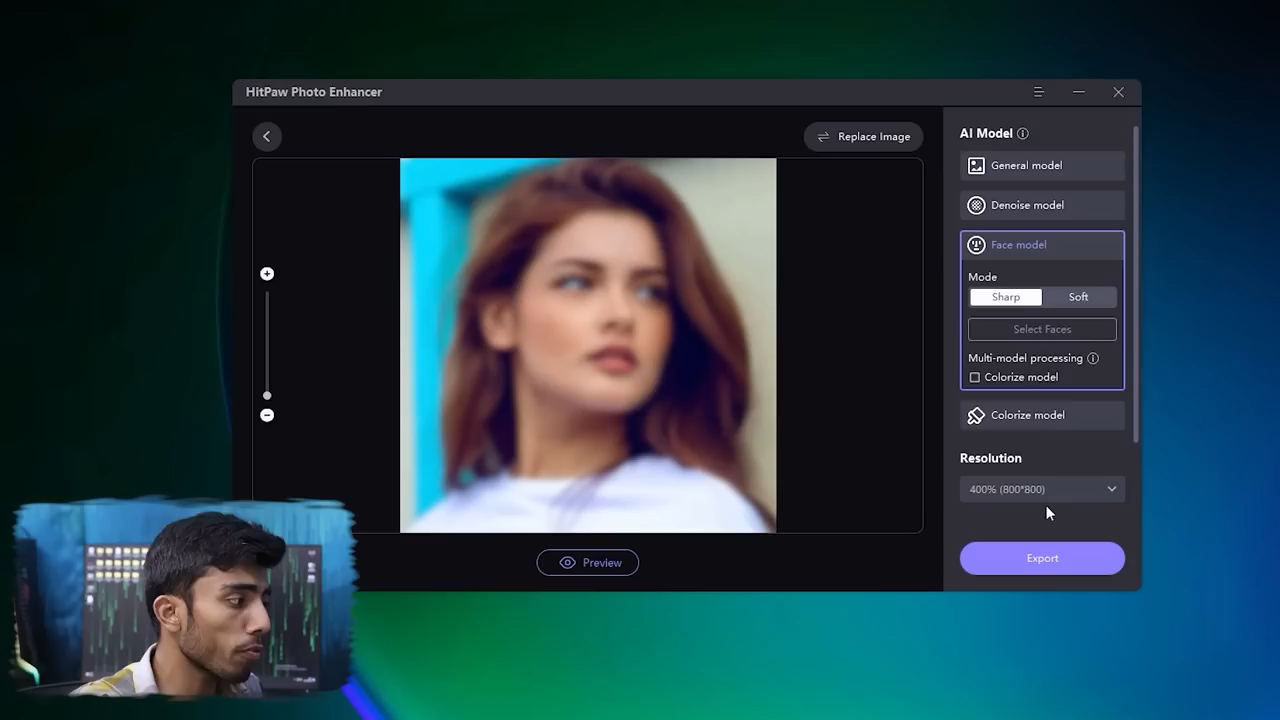 HitPaw Photo Enhancer
Replace Image
AI Model
General model
Denoise model
Face model
Mode
Sharp
Soft
Select Faces
Multi-model processing
Colorize model
Colorize model
Resolution
400% (800*800)
Preview
Export